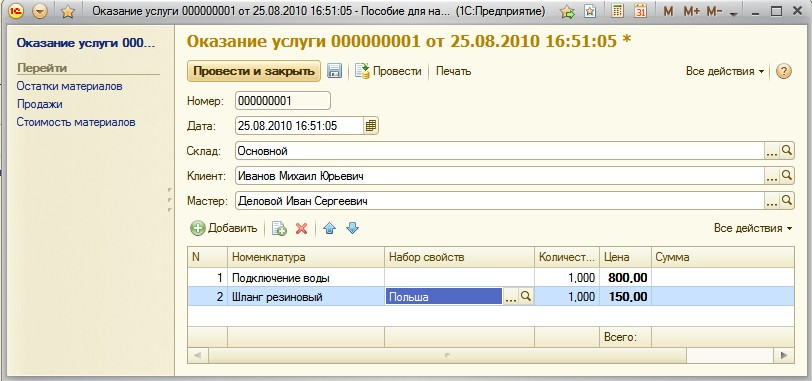 Оказание услуги 000000001 от 25.08.2010 16:51:05 - Пособие для на... (1С:Предприятие)
M M+ M-
Оказание услуги 000...
Перейти
Остатки материалов
Продажи
Стоимость материалов
Оказание услуги 000000001 от 25.08.2010 16:51:05 *
Провести и закрыть Провести Печать Все действия
Номер: 000000001
Дата: 25.08.2010 16:51:05
Склад: Основной
Клиент: Иванов Михаил Юрьевич
Мастер: Деловой Иван Сергеевич
Добавить Все действия
N Номенклатура Набор свойств Количест... Цена Сумма
1 Подключение воды 1,000 800,00
2 Шланг резиновый Польша ... 1,000 150,00
Всего: